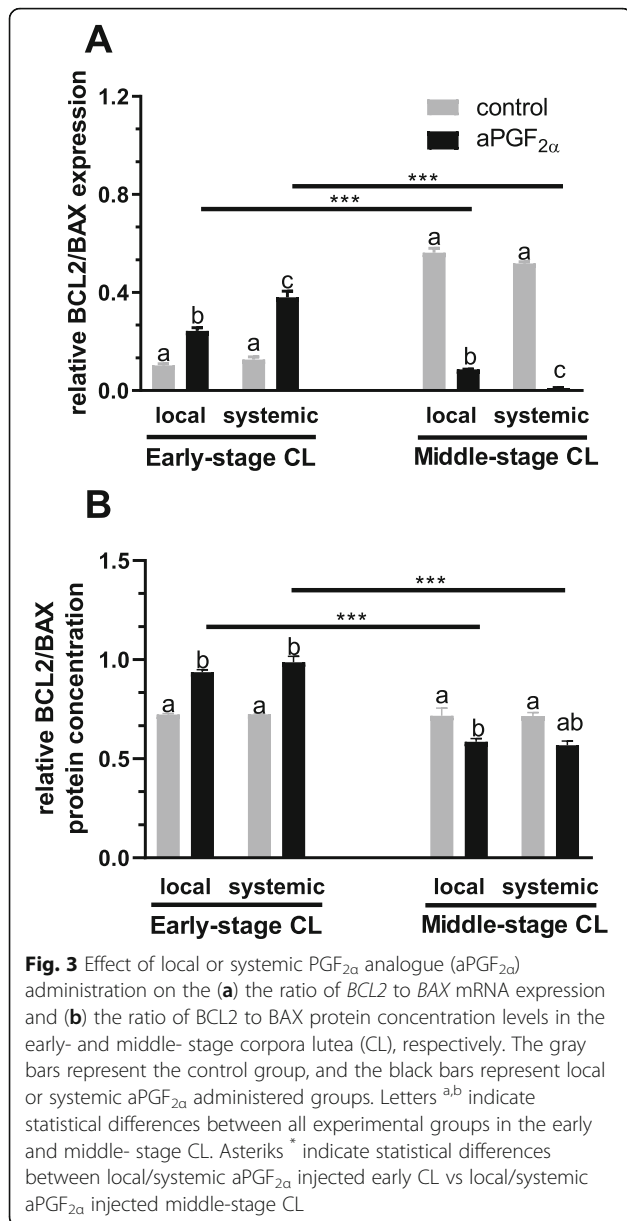 A
1.2
0.8
0.4
0.0
relative BCL2/BAX expression
control
aPGF2α
***
***
a
b
a
c
a
b
a
c
local systemic local systemic
Early-stage CL Middle-stage CL
B
1.5
1.0
0.5
0.0
relative BCL2/BAX
protein concentration
***
***
a
b
a
b
a
b
a
ab
local systemic local systemic
Early-stage CL Middle-stage CL
Fig. 3 Effect of local or systemic PGF2α analogue (aPGF2α)
administration on the (a) the ratio of BCL2 to BAX mRNA expression
and (b) the ratio of BCL2 to BAX protein concentration levels in the
early- and middle- stage corpora lutea (CL), respectively. The gray
bars represent the control group, and the black bars represent local
or systemic aPGF2α administered groups. Letters a,b indicate
statistical differences between all experimental groups in the early
and middle- stage CL. Asteriks * indicate statistical differences
between local/systemic aPGF2α injected early CL vs local/systemic
aPGF2α injected middle-stage CL